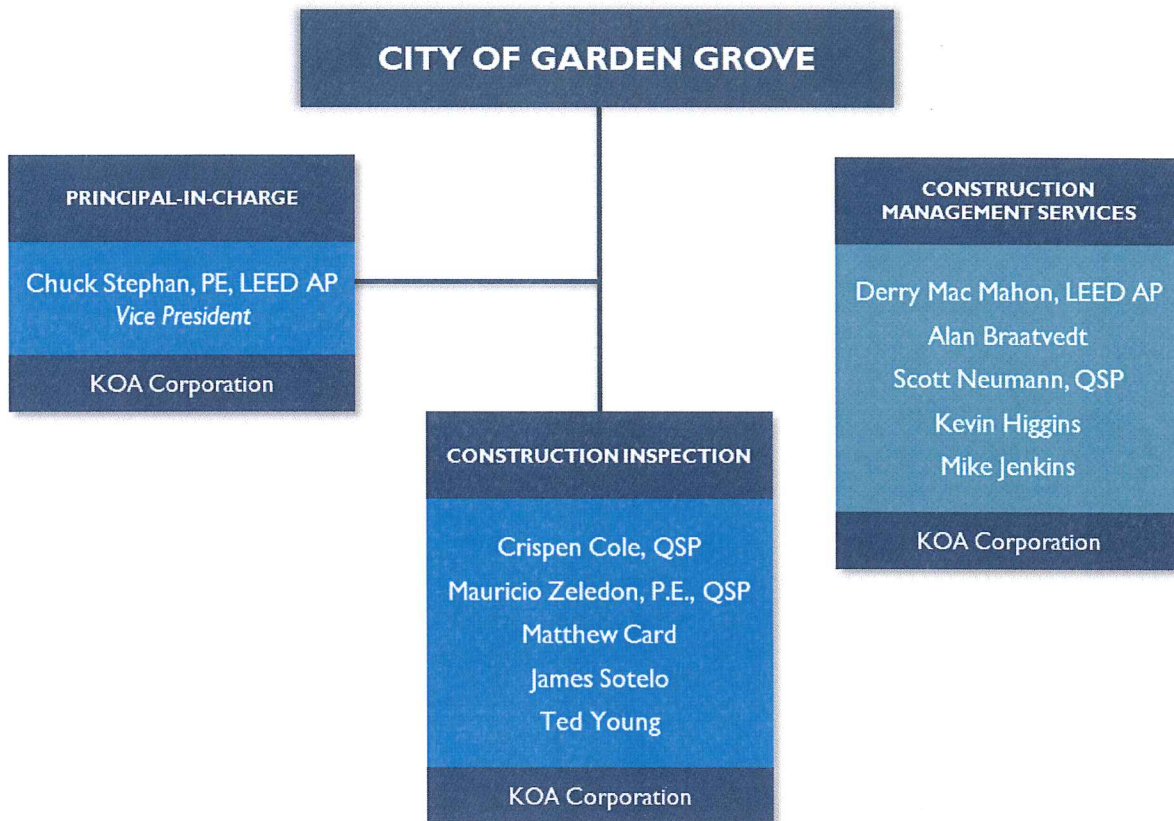 CITY OF GARDEN GROVE
PRINCIPAL-IN-CHARGE
Chuck Stephan, PE, LEED AP
Vice President
KOA Corporation
CONSTRUCTION INSPECTION
Crispen Cole, QSP
Mauricio Zeledon, P.E., QSP
Matthew Card
James Sotelo
Ted Young
KOA Corporation
CONSTRUCTION
MANAGEMENT SERVICES
Derry Mac Mahon, LEED AP
Alan Braatvedt
Scott Neumann, QSP
Kevin Higgins
Mike Jenkins
KOA Corporation